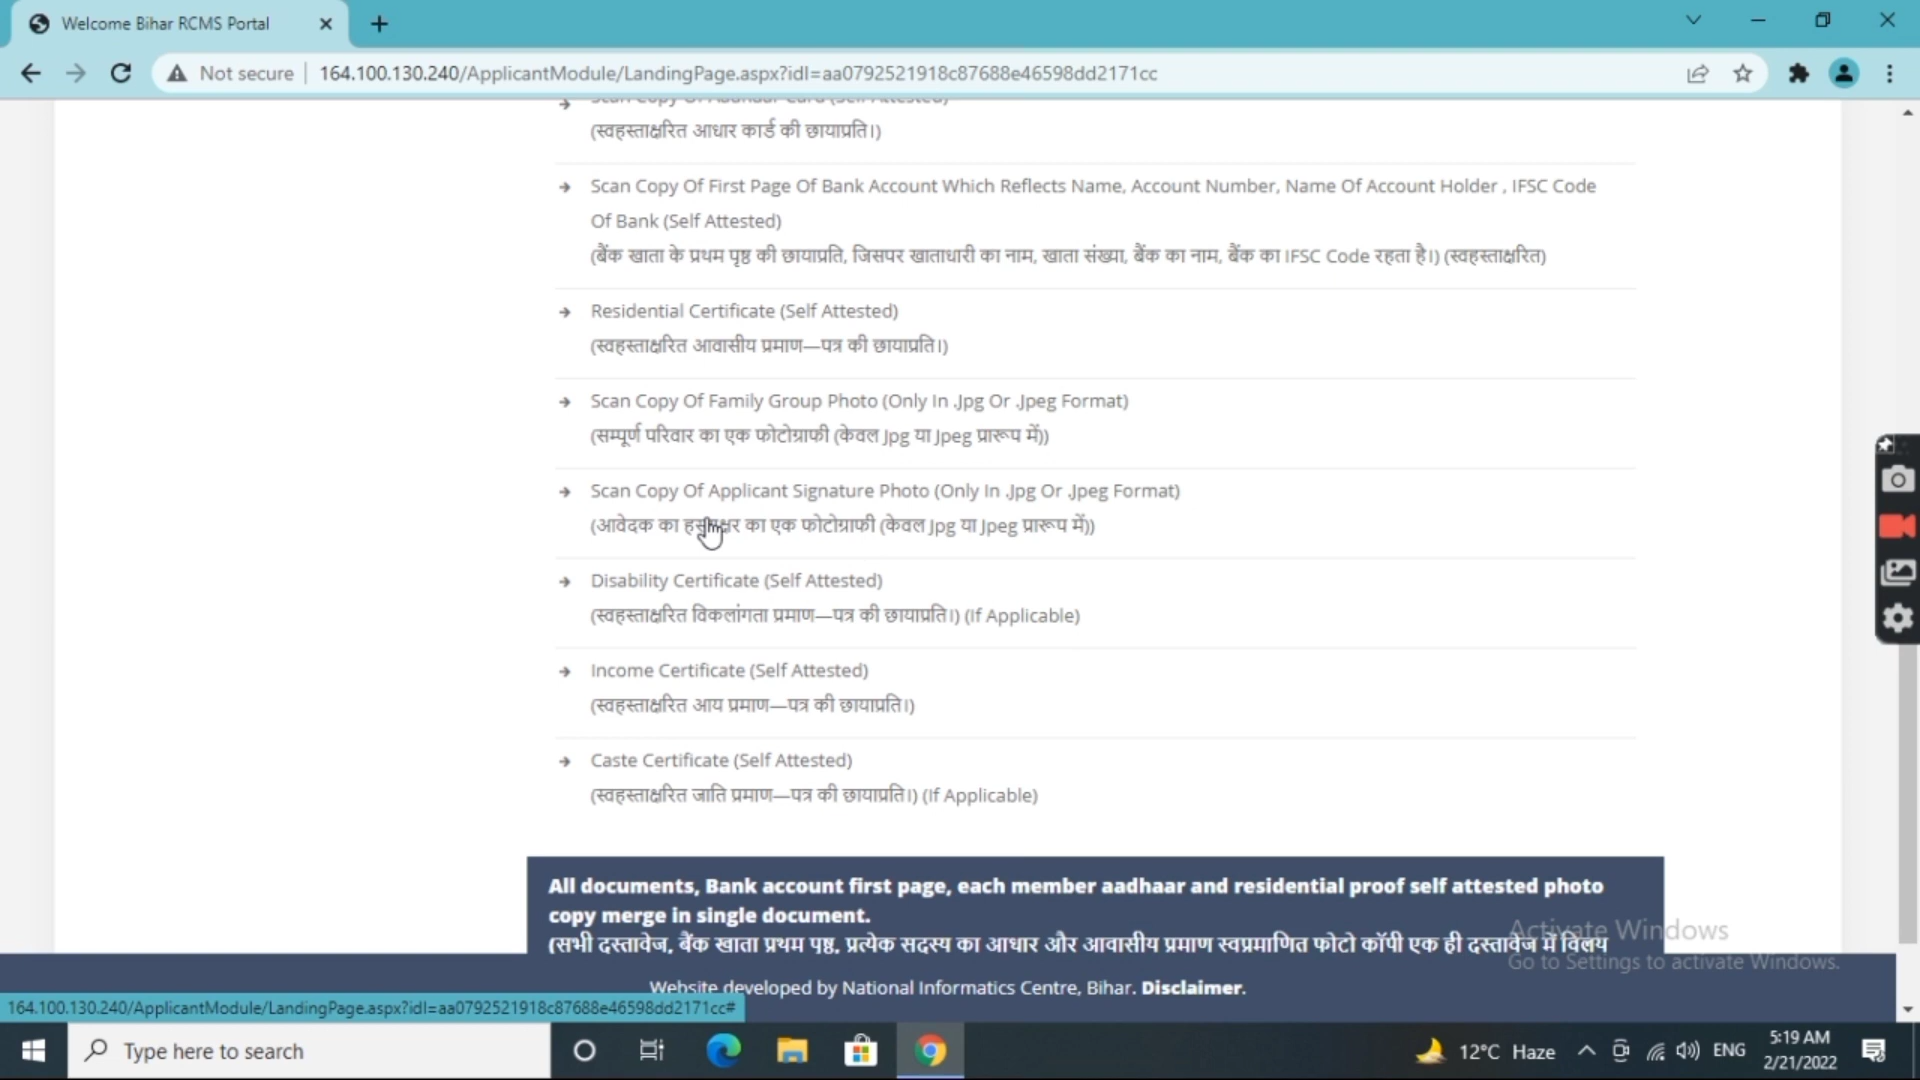 Welcome Bihar RCMS Portal
Not secure
164.100.130.240/ApplicantModule/LandingPage.aspx?idl=aa0792521918c87688e46598dd2171cc
Scan Copy Of Aadhaar Card (Self Attested)
(स्वहस्ताक्षरित आधार कार्ड की छायाप्रति।)
Scan Copy Of First Page Of Bank Account Which Reflects Name, Account Number, Name Of Account Holder , IFSC Code
Of Bank (Self Attested)
(बैंक खाता के प्रथम पृष्ठ की छायाप्रति, जिसपर खाताधारी का नाम, खाता संख्या, बैंक का नाम, बैंक का IFSC Code रहता है।) (स्वहस्ताक्षरित)
Residential Certificate (Self Attested)
(स्वहस्ताक्षरित आवासीय प्रमाण—पत्र की छायाप्रति।)
Scan Copy Of Family Group Photo (Only In .Jpg Or .Jpeg Format)
(सम्पूर्ण परिवार का एक फोटोग्राफी (केवल Jpg या Jpeg प्रारूप में))
Scan Copy Of Applicant Signature Photo (Only In .Jpg Or .Jpeg Format)
(आवेदक का हस्ताक्षर का एक फोटोग्राफी (केवल Jpg या Jpeg प्रारूप में))
Disability Certificate (Self Attested)
(स्वहस्ताक्षरित विकलांगता प्रमाण—पत्र की छायाप्रति।) (If Applicable)
Income Certificate (Self Attested)
(स्वहस्ताक्षरित आय प्रमाण—पत्र की छायाप्रति।)
Caste Certificate (Self Attested)
(स्वहस्ताक्षरित जाति प्रमाण—पत्र की छायाप्रति।) (If Applicable)
All documents, Bank account first page, each member aadhaar and residential proof self attested photo
copy merge in single document.
(सभी दस्तावेज, बैंक खाता प्रथम पृष्ठ, प्रत्येक सदस्य का आधार और आवासीय प्रमाण स्वप्रमाणित फोटो कॉपी एक ही दस्तावेज में विलय
Activate Windows
Go to Settings to activate Windows.
Website developed by National Informatics Centre, Bihar. Disclaimer.
164.100.130.240/ApplicantModule/LandingPage.aspx?idl=aa0792521918c87688e46598dd2171cc#
Type here to search
12°C Haze
ENG
5:19 AM
2/21/2022